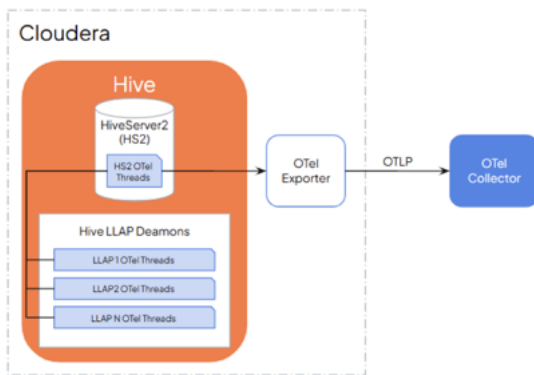 Cloudera
Hive
HiveServer2
(HS2)
HS2 OTel
Threads
OTel
Exporter
OTLP
OTel
Collector
Hive LLAP Deamons
LLAP 1 OTel Threads
LLAP2 OTel Threads
LLAP N OTel Threads